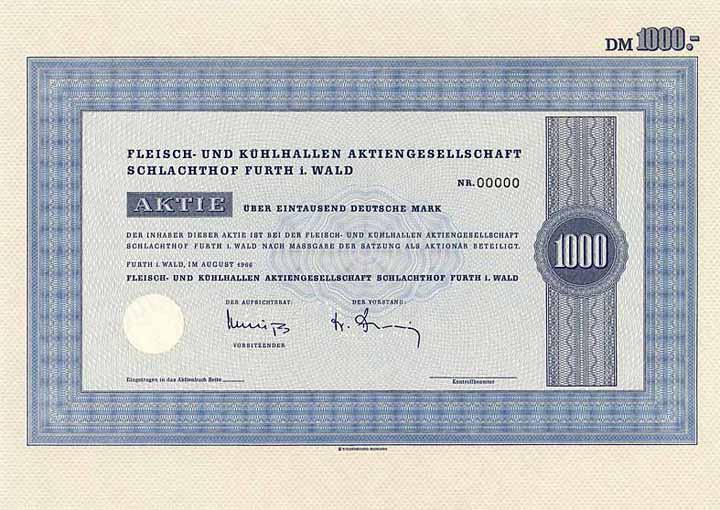 DM 1000.-
FLEISCH- UND KÜHLHALLEN AKTIENGESELLSCHAFT
SCHLACHTHOF FURTH i. WALD
NR. 00000
AKTIE ÜBER EINTAUSEND DEUTSCHE MARK
DER INHABER DIESER AKTIE IST BEI DER FLEISCH- UND KÜHLHALLEN AKTIENGESELLSCHAFT
SCHLACHTHOF FURTH i. WALD NACH MASSGABE DER SATZUNG ALS AKTIONÄR BETEILIGT.
1000
FURTH i. WALD, IM AUGUST 1966
FLEISCH- UND KÜHLHALLEN AKTIENGESELLSCHAFT SCHLACHTHOF FURTH i. WALD
DER AUFSICHTSRAT: DER VORSTAND:
VORSITZENDER
Eingetragen in das Aktienbuch Seite
Kontrollbeamter